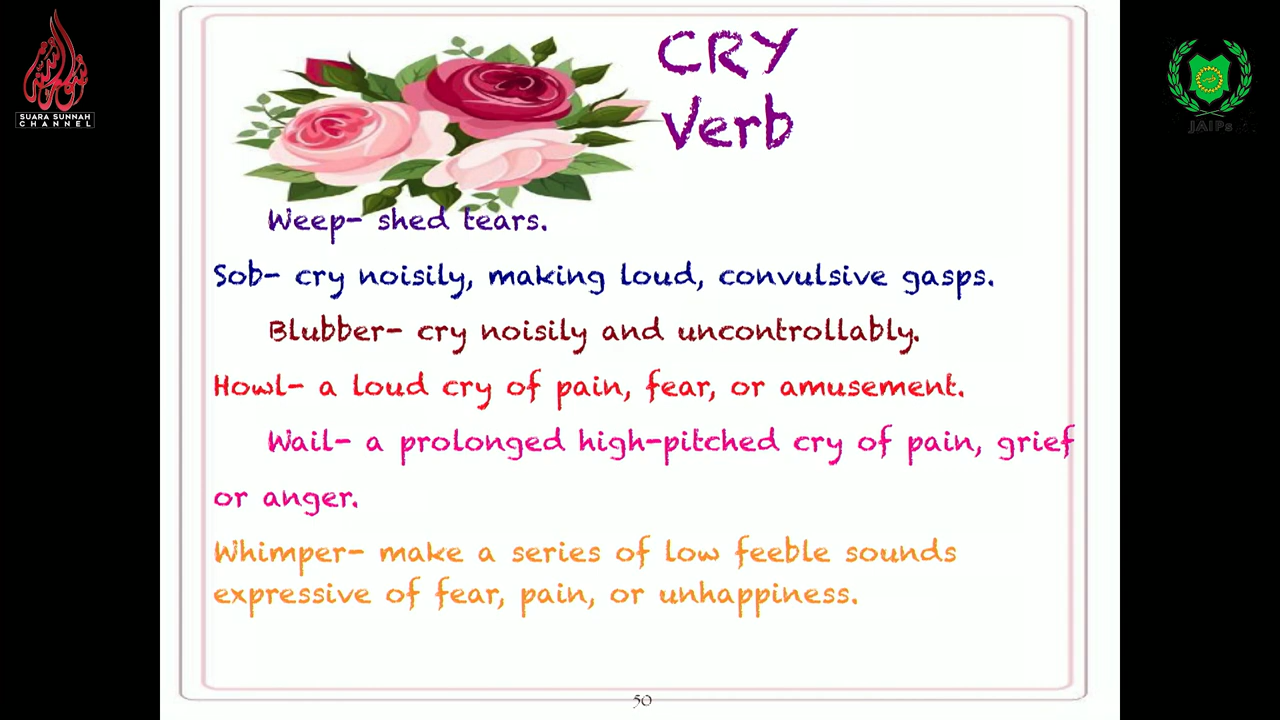 CRY
Verb
Weep- shed tears.
Sob- cry noisily, making loud, convulsive gasps.
Blubber- cry noisily and uncontrollably.
Howl- a loud cry of pain, fear, or amusement.
Wail- a prolonged high-pitched cry of pain, grief
or anger.
Whimper- make a series of low feeble sounds
expressive of fear, pain, or unhappiness.
50
SUARA SUNNAH
CHANNEL
JAIPs